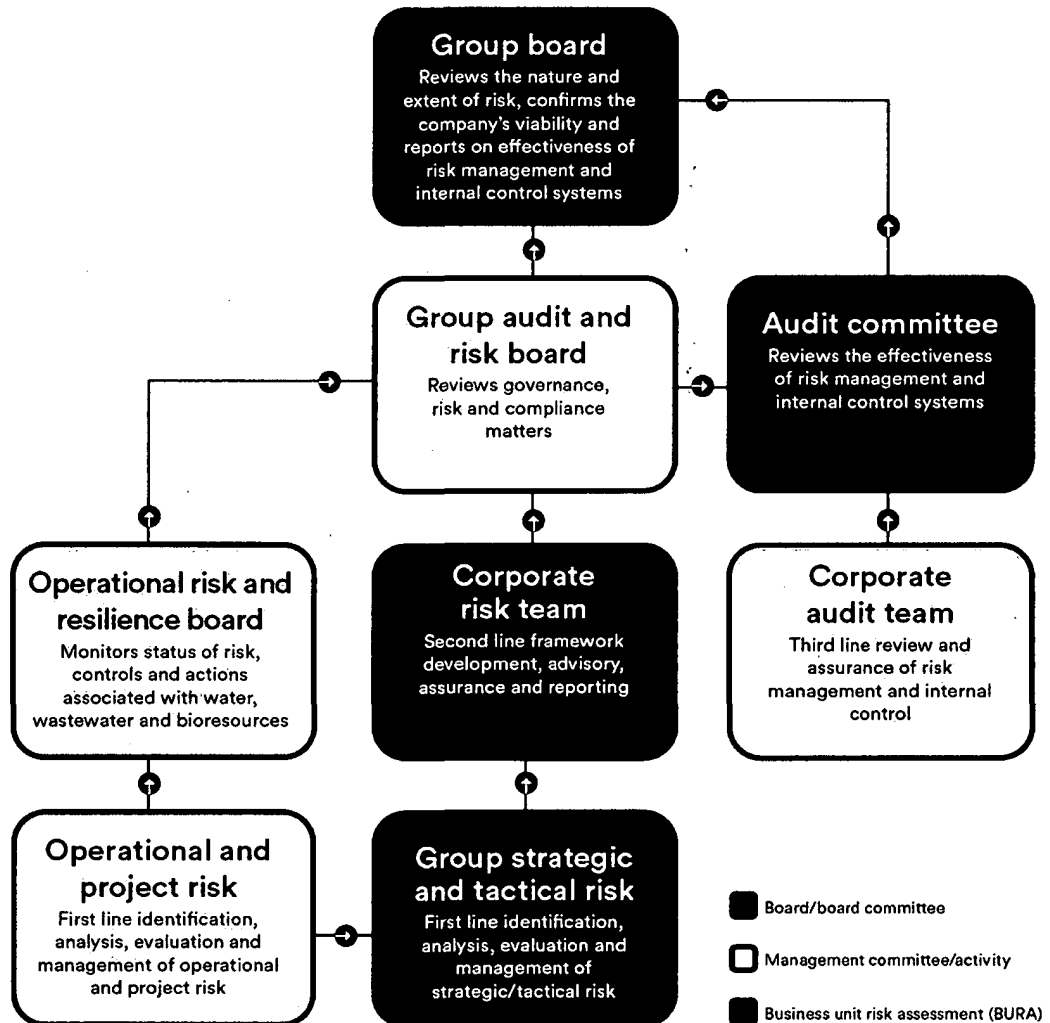 Group board
Reviews the nature and
extent of risk, confirms the
company's viability and
reports on effectiveness of
risk management and
internal control systems
Group audit and
risk board
Reviews governance,
risk and compliance
matters
Audit committee
Reviews the effectiveness
of risk management and
internal control systems
Operational risk and
resilience board
Monitors status of risk,
controls and actions
associated with water,
wastewater and bioresources
Corporate
risk team
Second line framework
development, advisory,
assurance and reporting
Corporate
audit team
Third line review and
assurance of risk
management and internal
control
Operational and
project risk
First line identification,
analysis, evaluation and
management of operational
and project risk
Group strategic
and tactical risk
First line identification,
analysis, evaluation and
management of
strategic/tactical risk
Board/board committee
Management committee/activity
Business unit risk assessment (BURA)